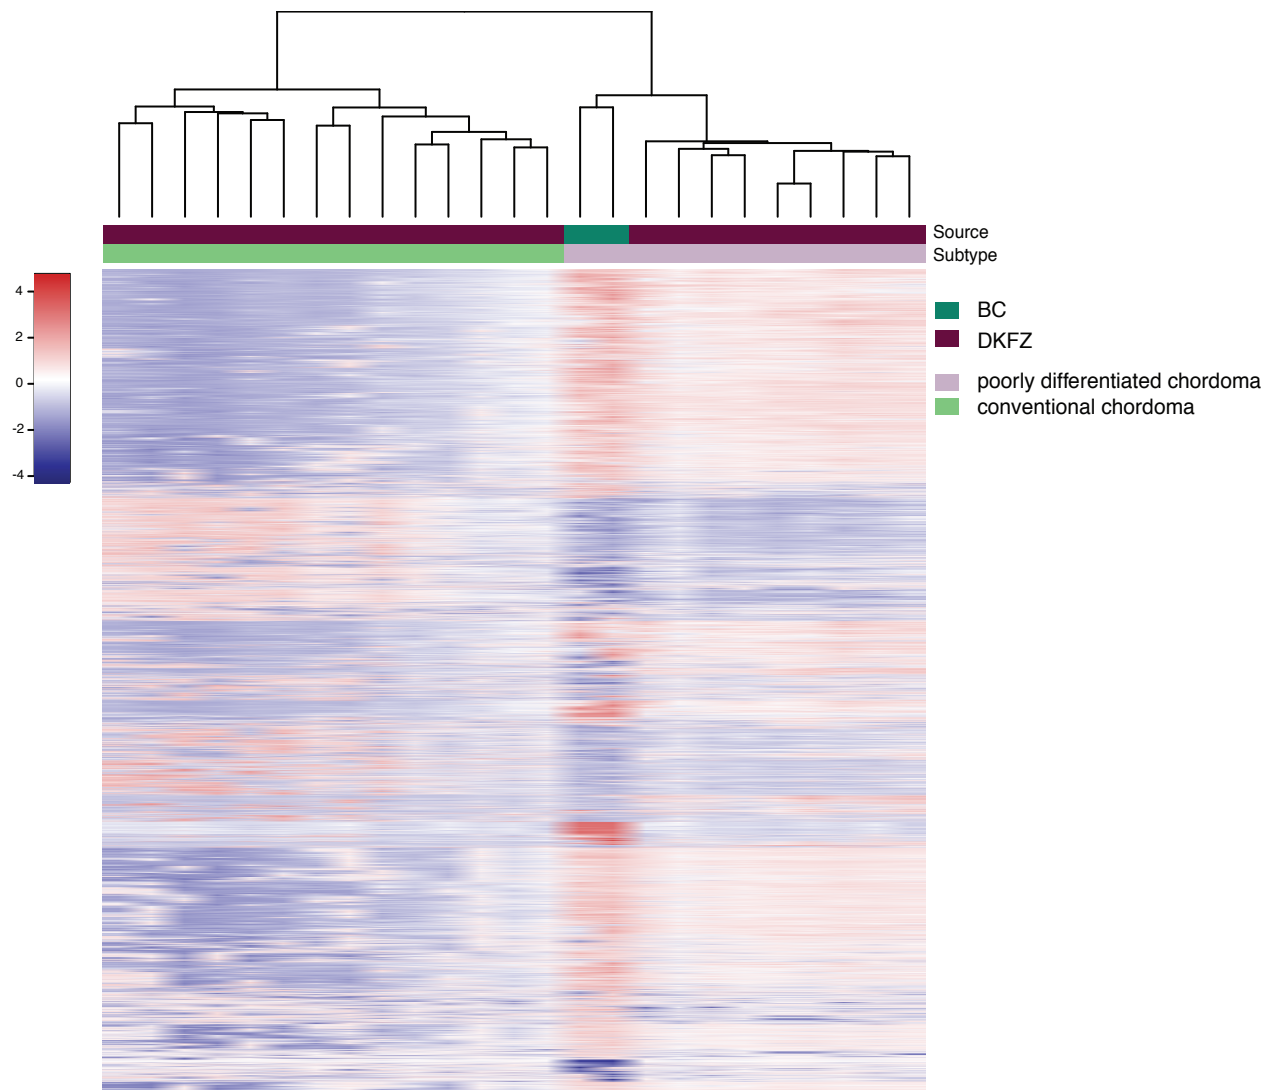 Source
Subtype
4
2
0
-2
-4
BC
DKFZ
poorly differentiated chordoma
conventional chordoma